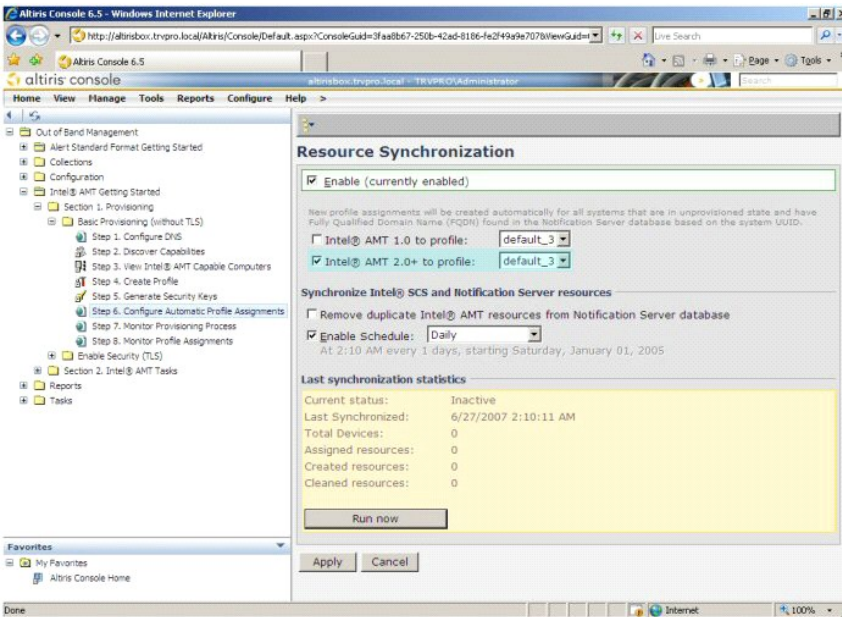 Altiris Console 6.5 - Windows Internet Explorer
http://altirisbox.trvpro.local/Altiris/Console/Default.aspx?ConsoleGuid=3faa8b67-250b-42ad-8186-fe2f49a9e707&ViewGuid=
Live Search
Altiris Console 6.5
Page
Tools
altiris console
altirisbox.trvpro.local - TRVPRO\Administrator
Search
Home View Manage Tools Reports Configure Help >
Out of Band Management
Alert Standard Format Getting Started
Collections
Configuration
Intel® AMT Getting Started
Section 1. Provisioning
Basic Provisioning (without TLS)
Step 1. Configure DNS
Step 2. Discover Capabilities
Step 3. View Intel® AMT Capable Computers
Step 4. Create Profile
Step 5. Generate Security Keys
Step 6. Configure Automatic Profile Assignments
Step 7. Monitor Provisioning Process
Step 8. Monitor Profile Assignments
Enable Security (TLS)
Section 2. Intel® AMT Tasks
Reports
Tasks
Favorites
My Favorites
Altiris Console Home
Resource Synchronization
Enable (currently enabled)
New profile assignments will be created automatically for all systems that are in unprovisioned state and have
Fully Qualified Domain Name (FQDN) found in the Notification Server database based on the system UUID.
Intel® AMT 1.0 to profile: default_3
Intel® AMT 2.0+ to profile: default_3
Synchronize Intel® SCS and Notification Server resources
Remove duplicate Intel® AMT resources from Notification Server database
Enable Schedule: Daily
At 2:10 AM every 1 days, starting Saturday, January 01, 2005
Last synchronization statistics
Current status: Inactive
Last Synchronized: 6/27/2007 2:10:11 AM
Total Devices: 0
Assigned resources: 0
Created resources: 0
Cleaned resources: 0
Run now
Apply Cancel
Done
Internet
100%